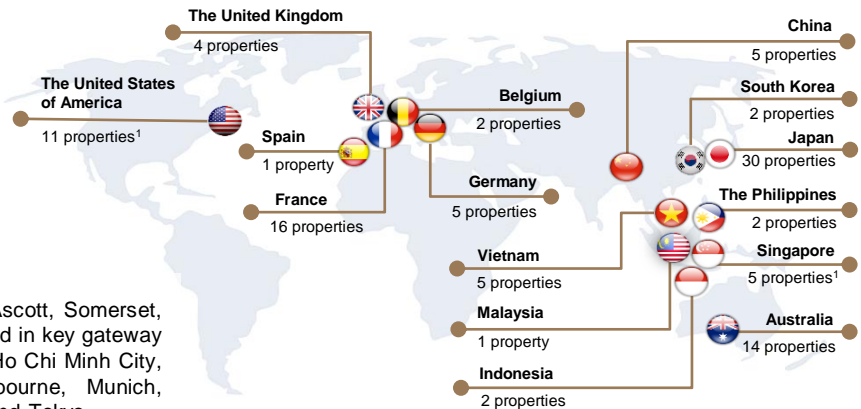 The United Kingdom
4 properties
The United States
of America
11 properties¹
Spain
1 property
France
16 properties
Belgium
2 properties
Germany
5 properties
China
5 properties
South Korea
2 properties
Japan
30 properties
The Philippines
2 properties
Vietnam
5 properties
Singapore
5 properties¹
Malaysia
1 property
Australia
14 properties
Indonesia
2 properties
Ascott, Somerset,
d in key gateway
Ho Chi Minh City,
bourne, Munich,